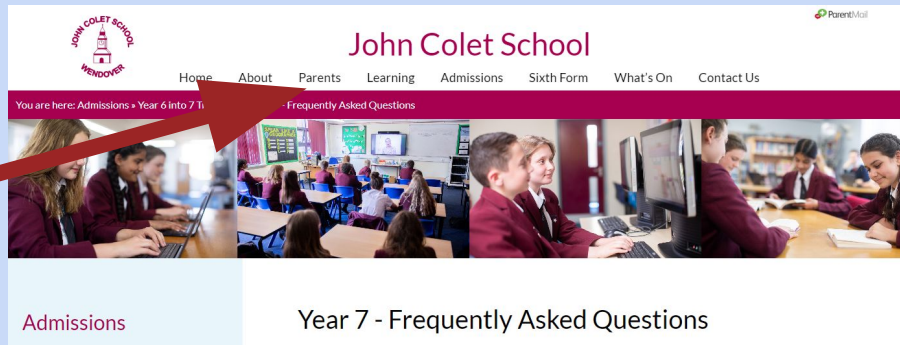 JOHN COLET SCHOOL
WENDOVER
ParentMail
John Colet School
Home About Parents Learning Admissions Sixth Form What's On Contact Us
You are here: Admissions » Year 6 into 7 - Frequently Asked Questions
Admissions
Year 7 - Frequently Asked Questions